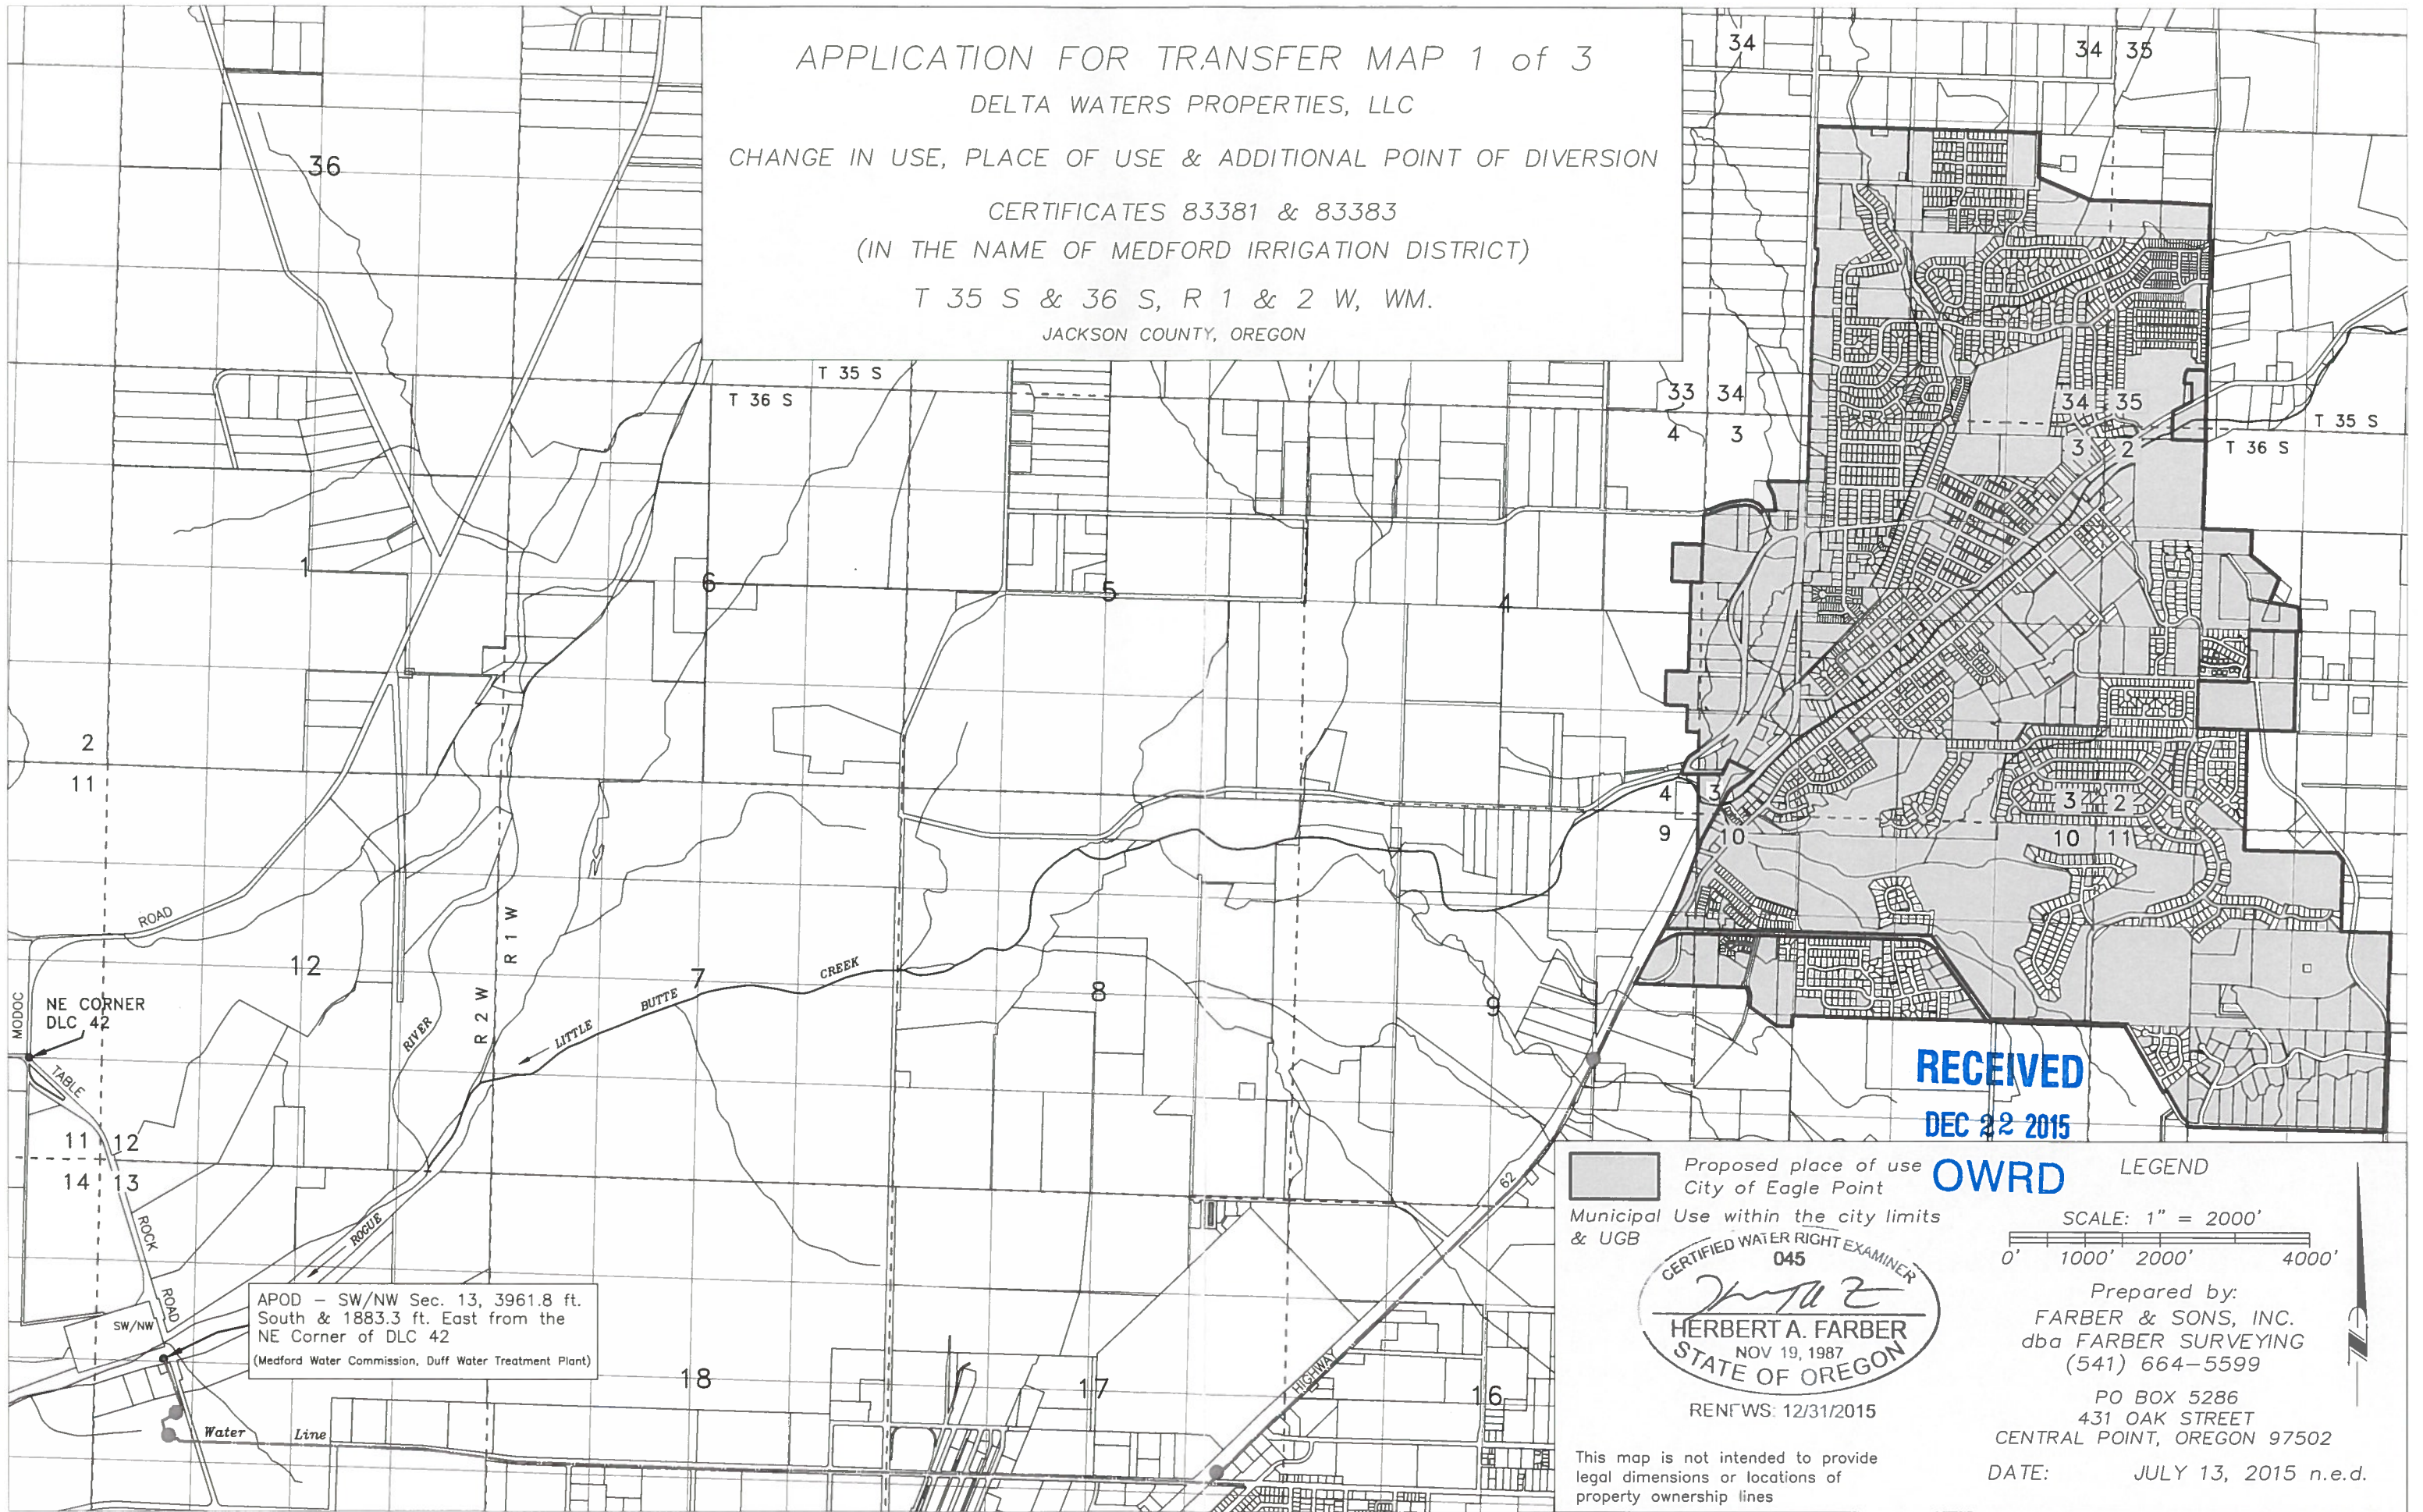 APPLICATION FOR TRANSFER MAP 1 of 3
DELTA WATERS PROPERTIES, LLC
CHANGE IN USE, PLACE OF USE & ADDITIONAL POINT OF DIVERSION
CERTIFICATES 83381 & 83383
(IN THE NAME OF MEDFORD IRRIGATION DISTRICT)
T 35 S & 36 S, R 1 & 2 W, WM.
JACKSON COUNTY, OREGON
34
34 35
36
T 35 S
T 36 S
33 34
4 3
34 35
3 2
T 35 S
T 36 S
1
6
5
4
2
11
4 3
9 10
3 2
10 11
ROAD
12
R 2 W
R 1 W
7
CREEK
BUTTE
LITTLE
8
9
MODOC
NE CORNER
DLC 42
RIVER
TABLE
11 12
14 13
ROCK
ROGUE
ROAD
SW/NW
APOD – SW/NW Sec. 13, 3961.8 ft.
South & 1883.3 ft. East from the
NE Corner of DLC 42
(Medford Water Commission, Duff Water Treatment Plant)
18
17
16
62
HIGHWAY
Water Line
RECEIVED
DEC 22 2015
OWRD
LEGEND
Proposed place of use
City of Eagle Point
Municipal Use within the city limits
& UGB
SCALE: 1" = 2000'
0' 1000' 2000' 4000'
CERTIFIED WATER RIGHT EXAMINER
045
HERBERT A. FARBER
NOV 19, 1987
STATE OF OREGON
RENEWS: 12/31/2015
Prepared by:
FARBER & SONS, INC.
dba FARBER SURVEYING
(541) 664–5599
PO BOX 5286
431 OAK STREET
CENTRAL POINT, OREGON 97502
DATE: JULY 13, 2015 n.e.d.
This map is not intended to provide
legal dimensions or locations of
property ownership lines
N